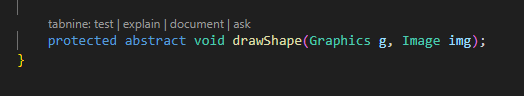 tabnine: test | explain | document | ask
protected abstract void drawShape(Graphics g, Image img);
}